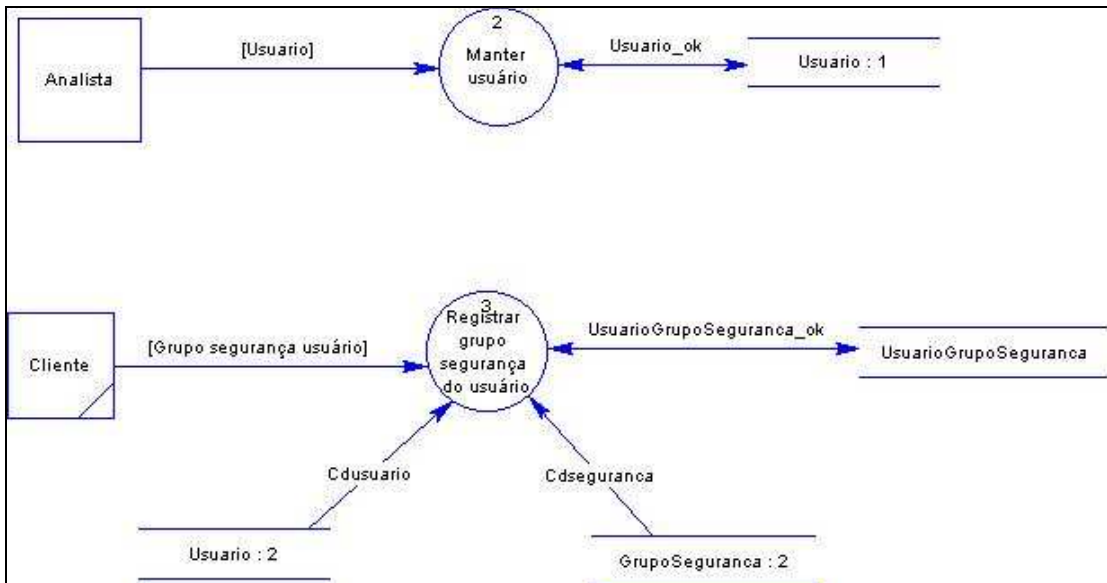 2
[Usuario]
Manter
usuário
Usuario_ok
Usuario : 1
Analista
3
Registrar
grupo
segurança
do usuário
UsuarioGrupoSeguranca_ok
[Grupo segurança usuário]
UsuarioGrupoSeguranca
Cliente
Cdusuario
Cdseguranca
Usuario : 2
GrupoSeguranca : 2